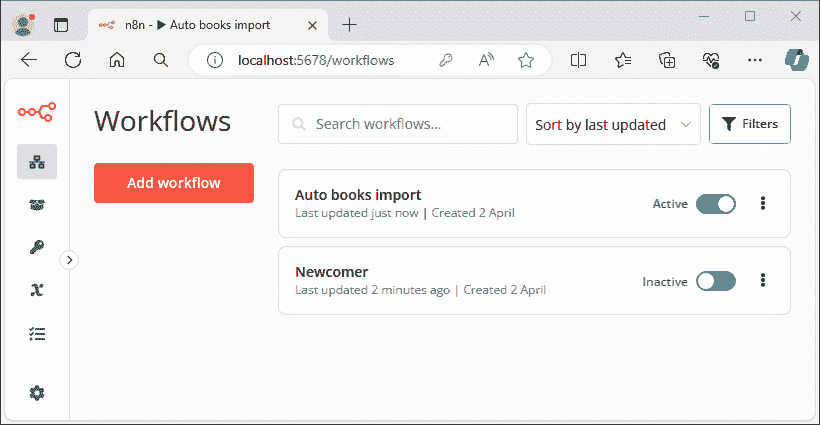 n8n - ▶ Auto books import
localhost:5678/workflows
Workflows
Search workflows...
Sort by last updated
Filters
Add workflow
Auto books import
Last updated just now | Created 2 April
Active
Newcomer
Last updated 2 minutes ago | Created 2 April
Inactive